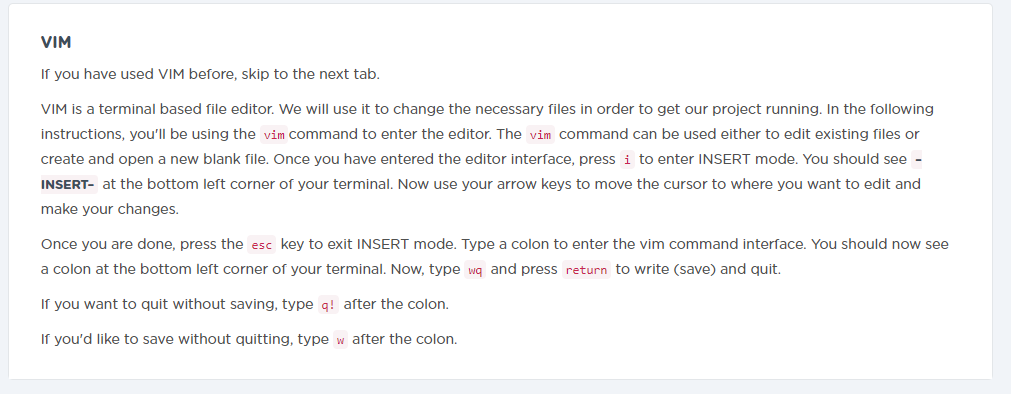 VIM
If you have used VIM before, skip to the next tab.
VIM is a terminal based file editor. We will use it to change the necessary files in order to get our project running. In the following
instructions, you'll be using the vim command to enter the editor. The vim command can be used either to edit existing files or
create and open a new blank file. Once you have entered the editor interface, press i to enter INSERT mode. You should see –
INSERT– at the bottom left corner of your terminal. Now use your arrow keys to move the cursor to where you want to edit and
make your changes.
Once you are done, press the esc key to exit INSERT mode. Type a colon to enter the vim command interface. You should now see
a colon at the bottom left corner of your terminal. Now, type wq and press return to write (save) and quit.
If you want to quit without saving, type q! after the colon.
If you'd like to save without quitting, type w after the colon.